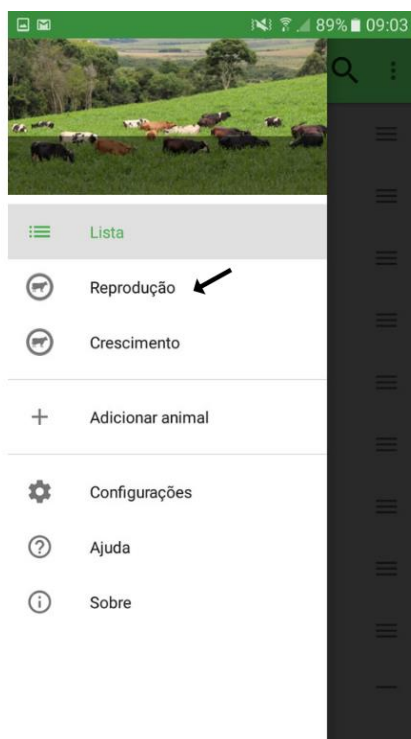 89% 09:03
Lista
Reprodução
Crescimento
Adicionar animal
Configurações
Ajuda
Sobre